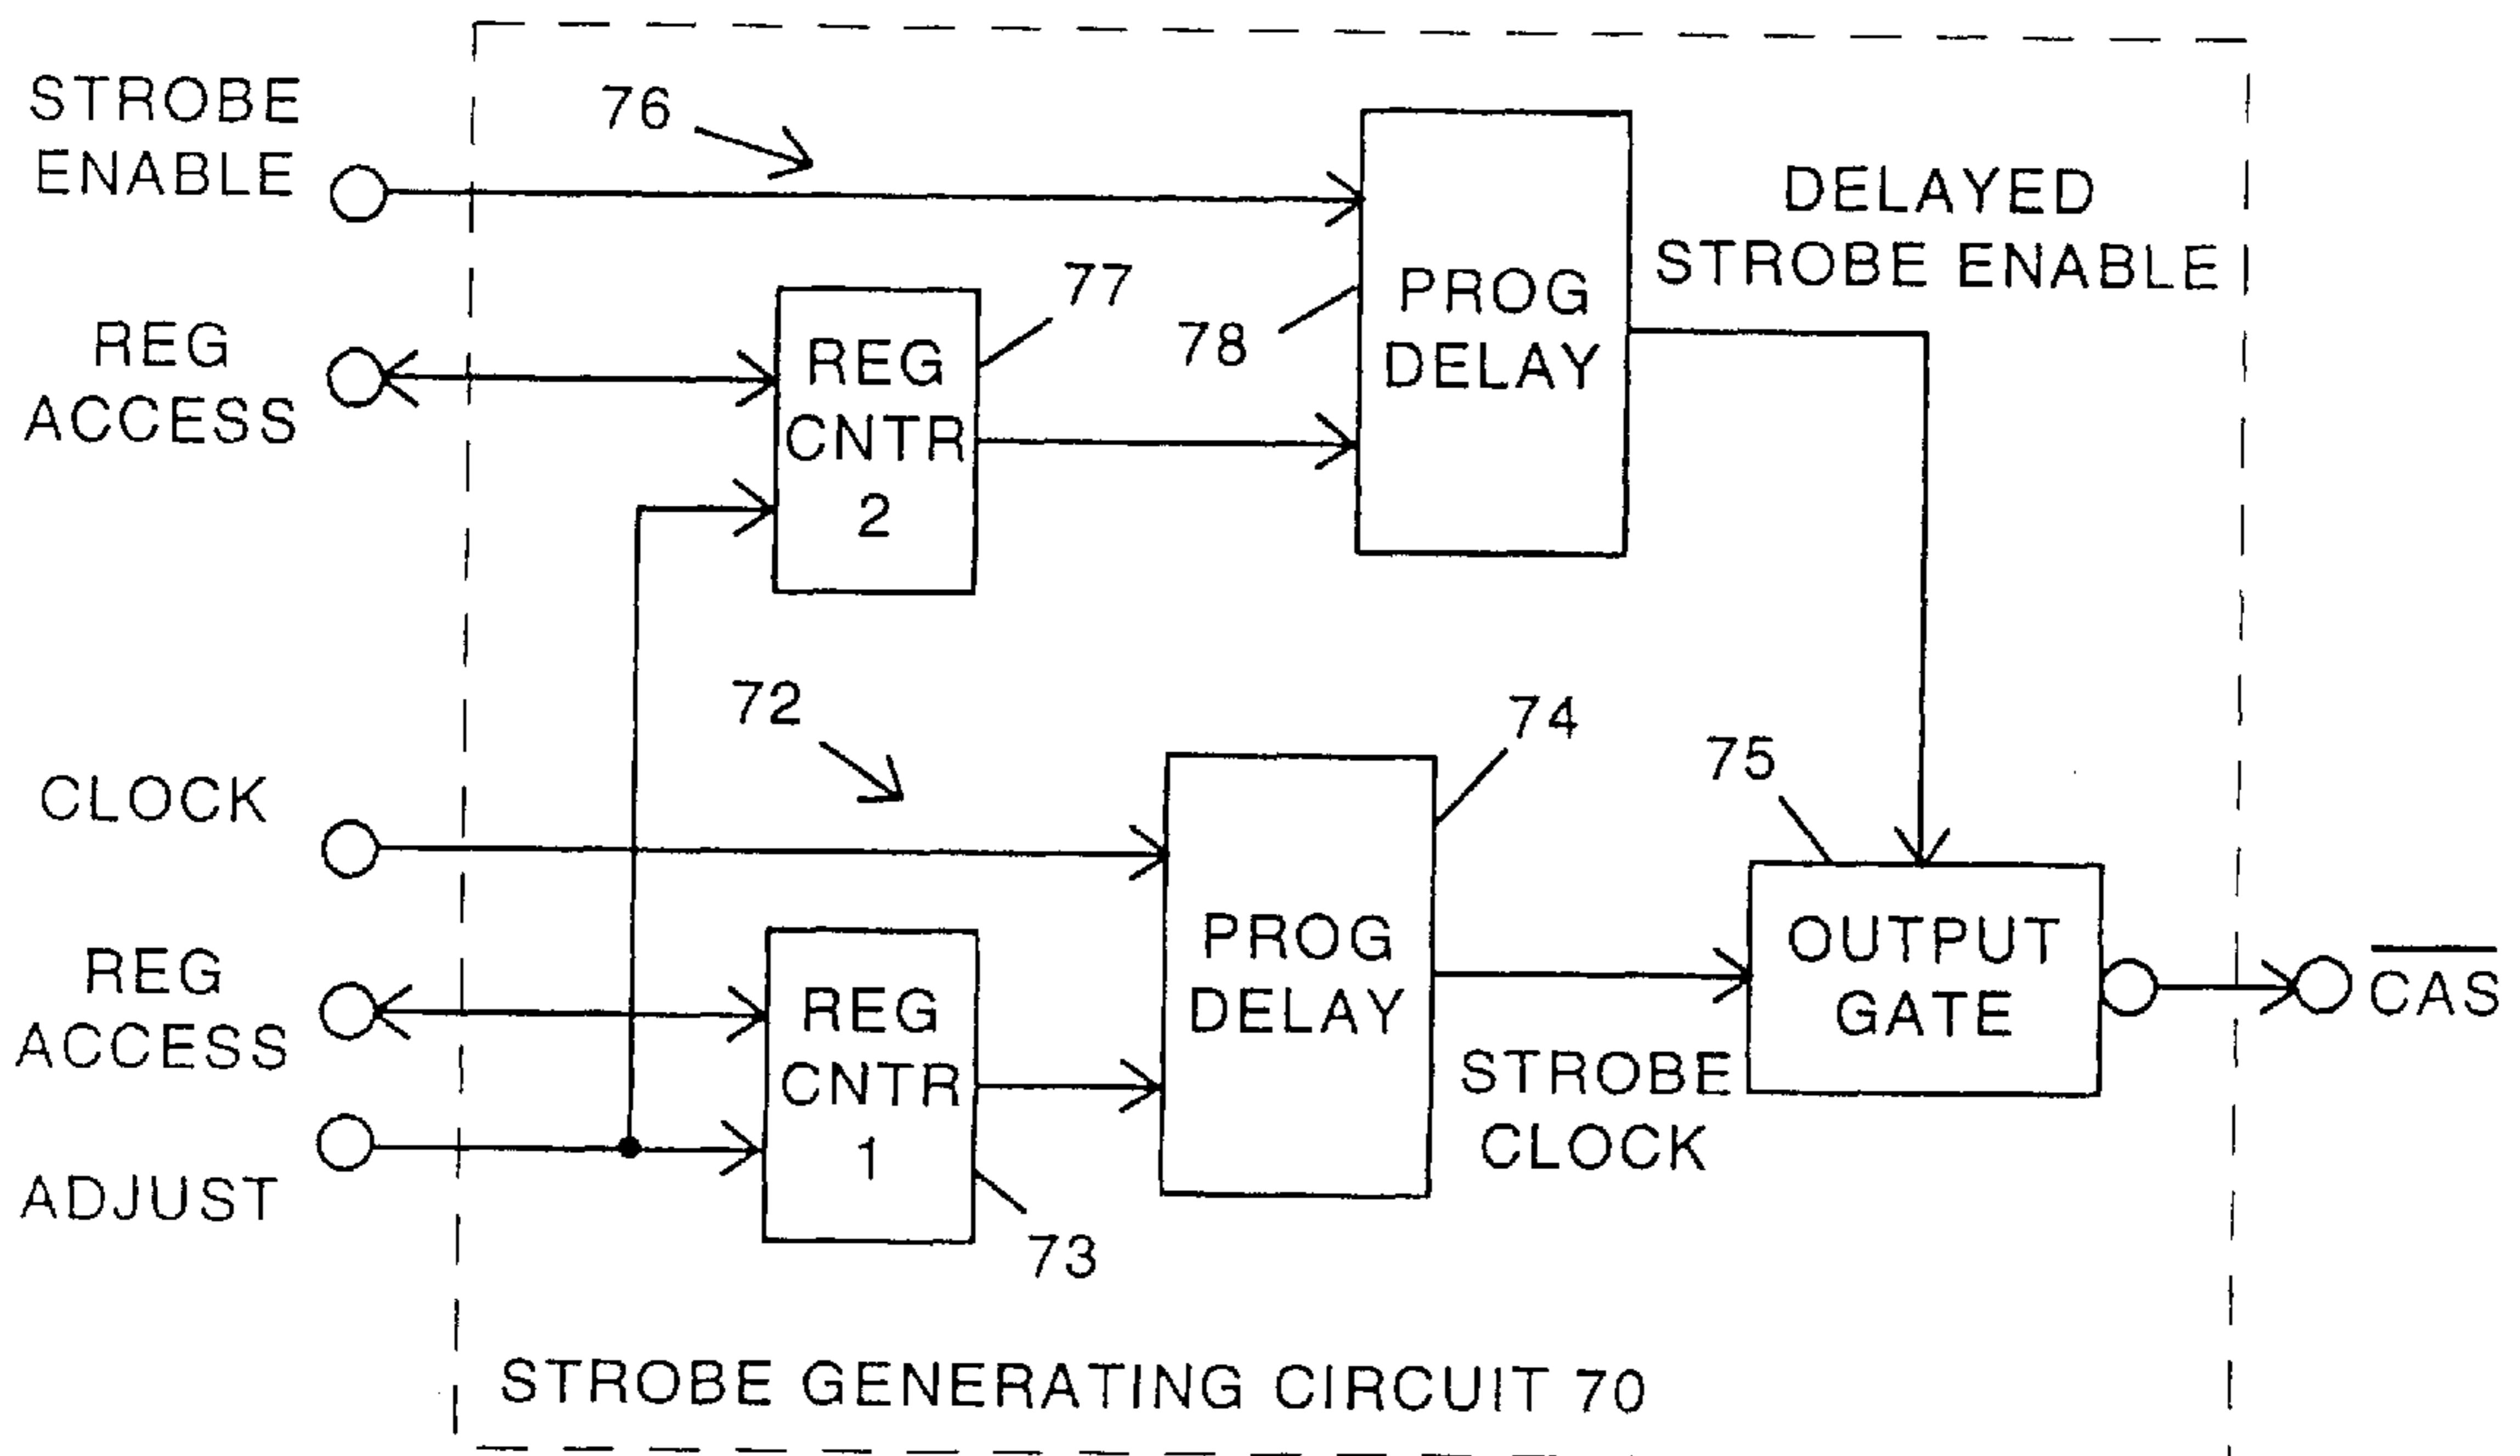 STROBE
ENABLE
76
REG
ACCESS
REG
CNTR
2
77
78
PROG
DELAY
DELAYED
STROBE ENABLE
72
CLOCK
REG
ACCESS
ADJUST
REG
CNTR
1
73
PROG
DELAY
74
STROBE
CLOCK
75
OUTPUT
GATE
CAS
STROBE GENERATING CIRCUIT 70